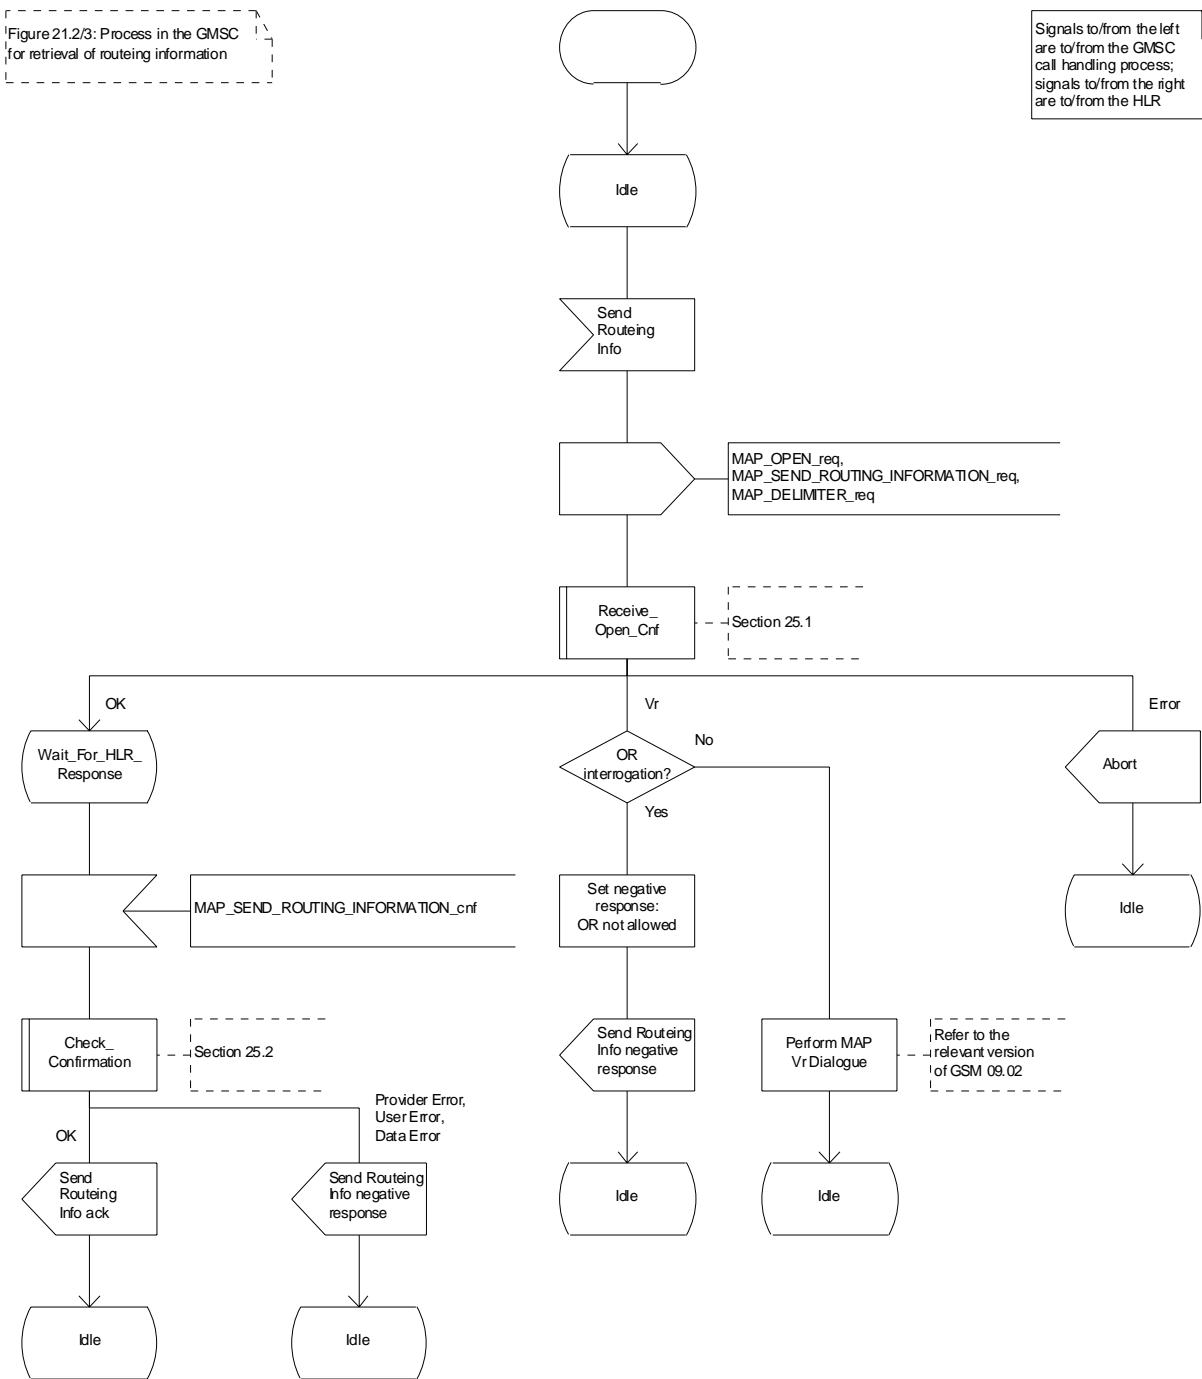 Figure 21.2/3: Process in the GMSC
for retrieval of routeing information
Signals to/from the left
are to/from the GMSC
call handling process;
signals to/from the right
are to/from the HLR
Idle
Send
Routeing
Info
MAP_OPEN_req,
MAP_SEND_ROUTING_INFORMATION_req,
MAP_DELIMITER_req
Receive_
Open_Cnf
Section 25.1
OK
Vr
Error
Wait_For_HLR_
Response
OR
interrogation?
No
Yes
Abort
MAP_SEND_ROUTING_INFORMATION_cnf
Set negative
response:
OR not allowed
Idle
Check_
Confirmation
Section 25.2
Send Routeing
Info negative
response
Perform MAP
Vr Dialogue
Refer to the
relevant version
of GSM 09.02
OK
Provider Error,
User Error,
Data Error
Send
Routeing
Info ack
Send Routeing
Info negative
response
Idle
Idle
Idle
Idle